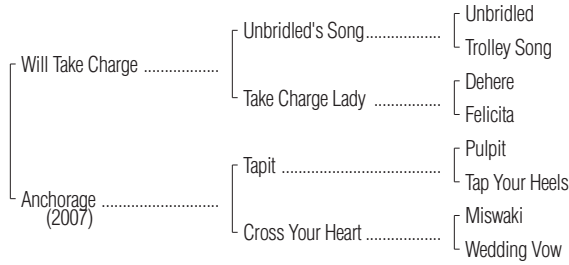 Unbridled
Unbridled's Song..................
Trolley Song
Will Take Charge ..................
Dehere
Take Charge Lady ................
Felicita
Pulpit
Tapit ......................................
Tap Your Heels
Anchorage ............................
(2007)
Miswaki
Cross Your Heart ..................
Wedding Vow